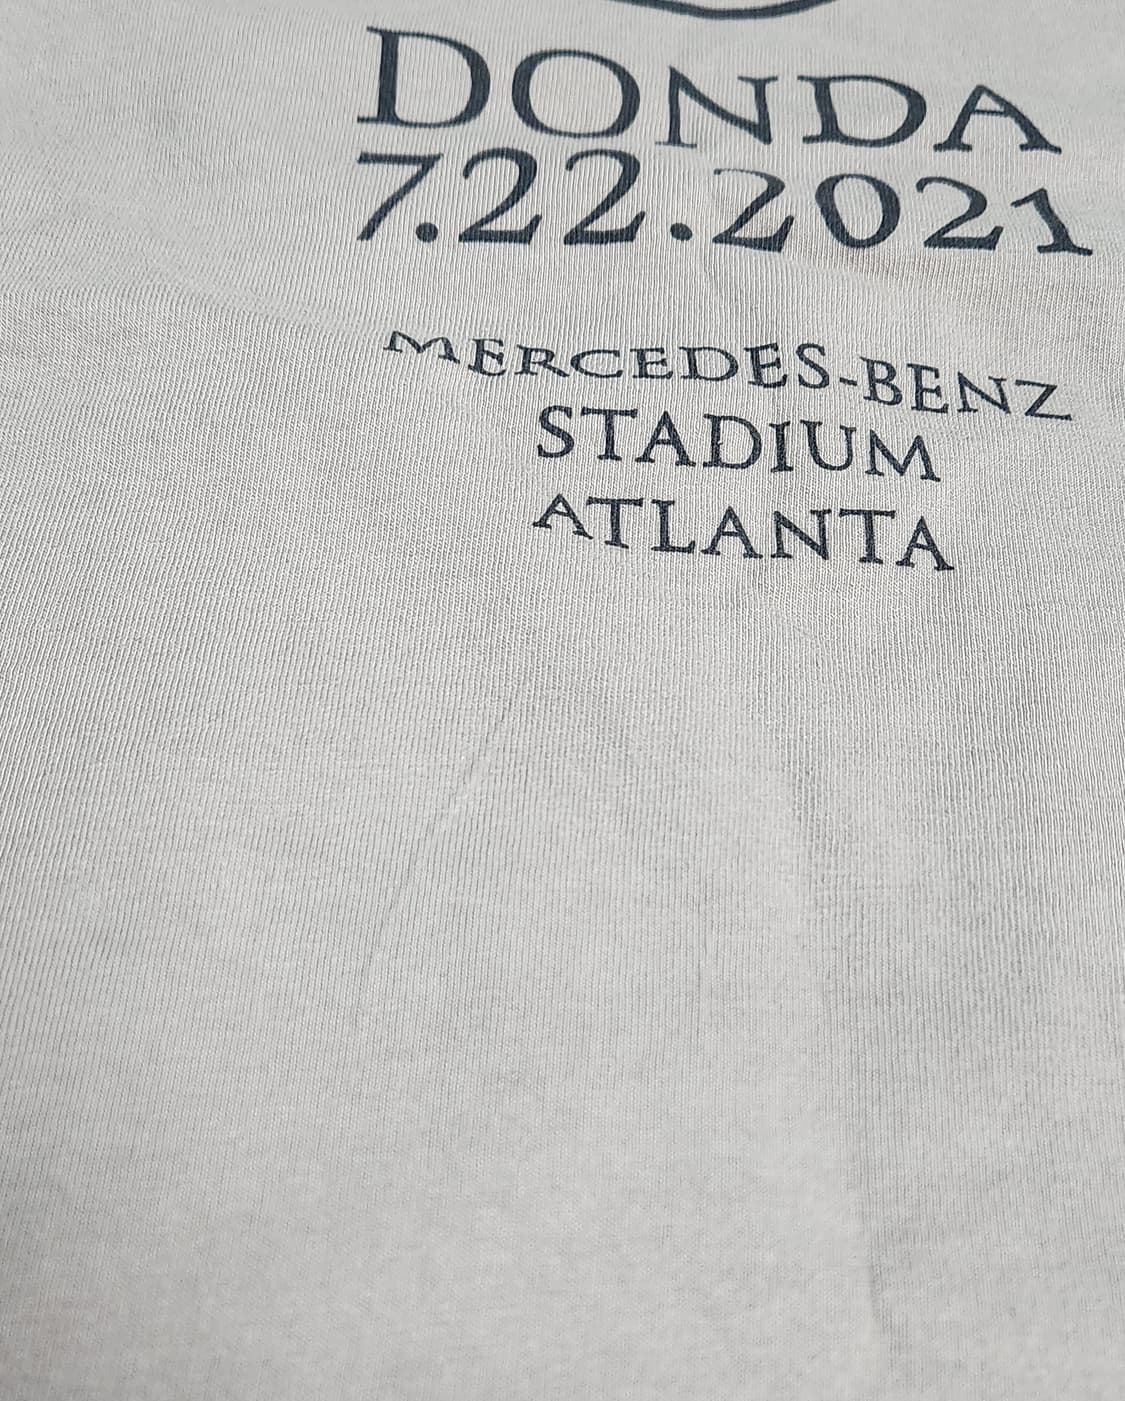 DONDA
7.22.2021
MERCEDES-BENZ
STADIUM
ATLANTA